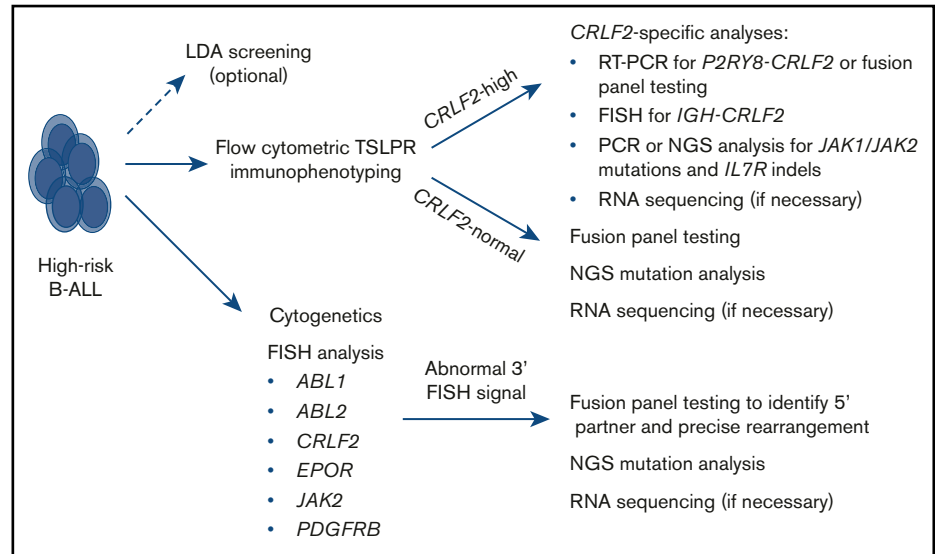 LDA screening
(optional)
High-risk
B-ALL
Flow cytometric TSLPR
immunophenotyping
CRLF2-high
CRLF2-normal
CRLF2-specific analyses:
• RT-PCR for P2RY8-CRLF2 or fusion
panel testing
• FISH for IGH-CRLF2
• PCR or NGS analysis for JAK1/JAK2
mutations and IL7R indels
• RNA sequencing (if necessary)
Fusion panel testing
NGS mutation analysis
RNA sequencing (if necessary)
Cytogenetics
FISH analysis
• ABL1
• ABL2
• CRLF2
• EPOR
• JAK2
• PDGFRB
Abnormal 3’
FISH signal
Fusion panel testing to identify 5’
partner and precise rearrangement
NGS mutation analysis
RNA sequencing (if necessary)